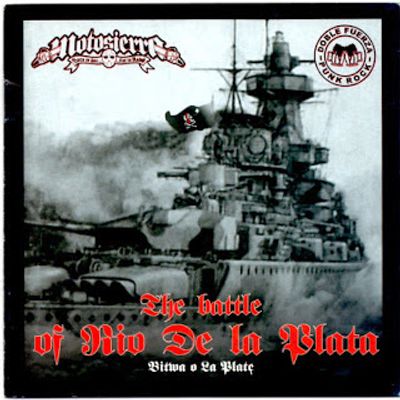 Motosierra
DOBLE FUERZA
PUNK ROCK
The battle
of Rio De la Plata
Bitwa o La Platę